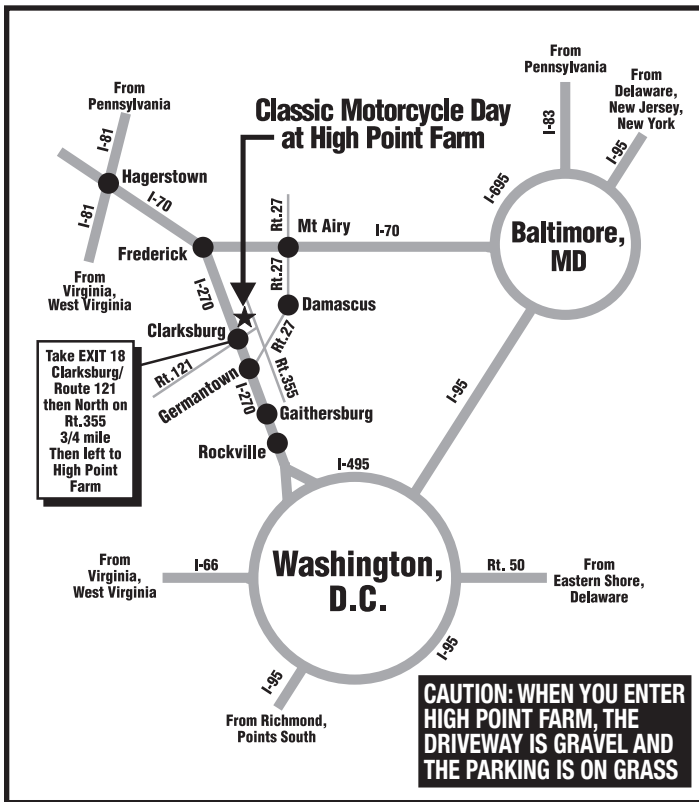 From
Pennsylvania
From
Pennsylvania
From
Delaware,
New Jersey,
New York
Classic Motorcycle Day
at High Point Farm
I-81
I-83
I-95
I-695
Hagerstown
I-81
I-70
Rt.27
Mt Airy
I-70
Baltimore,
MD
Frederick
From
Virginia,
West Virginia
I-270
Rt.27
Damascus
Clarksburg
Rt.27
Take EXIT 18
Clarksburg/
Route 121
then North on
Rt.355
3/4 mile
Then left to
High Point
Farm
Rt.121
Rt.355
Germantown
I-270
I-95
Gaithersburg
Rockville
I-495
From
Virginia,
West Virginia
I-66
Washington,
D.C.
Rt. 50
From
Eastern Shore,
Delaware
I-95
I-95
From Richmond,
Points South
CAUTION: WHEN YOU ENTER
HIGH POINT FARM, THE
DRIVEWAY IS GRAVEL AND
THE PARKING IS ON GRASS